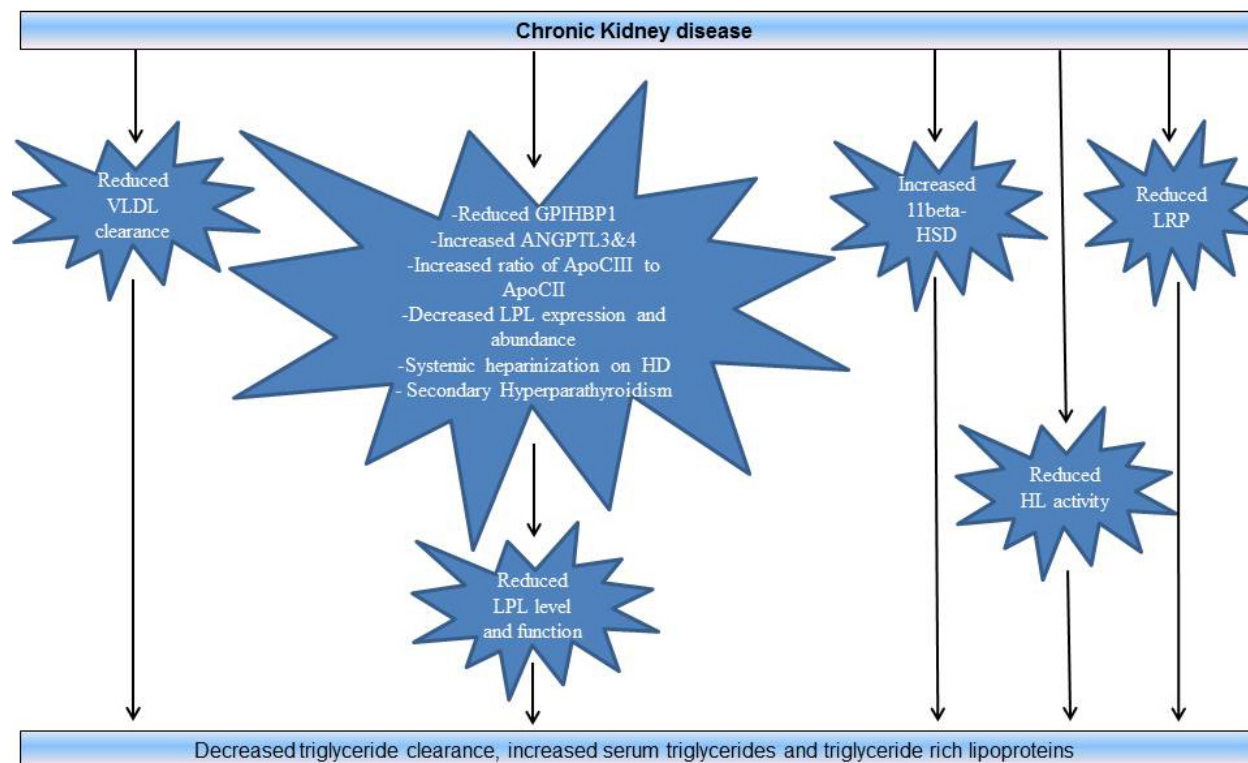 Chronic Kidney disease
Reduced
VLDL
clearance
-Reduced GPIHBP1
-Increased ANGPTL3&4
-Increased ratio of ApoCIII to
ApoCII
-Decreased LPL expression and
abundance
-Systemic heparinization on HD
- Secondary Hyperparathyroidism
Reduced
LPL level
and function
Increased
11beta-
HSD
Reduced
HL activity
Reduced
LRP
Decreased triglyceride clearance, increased serum triglycerides and triglyceride rich lipoproteins